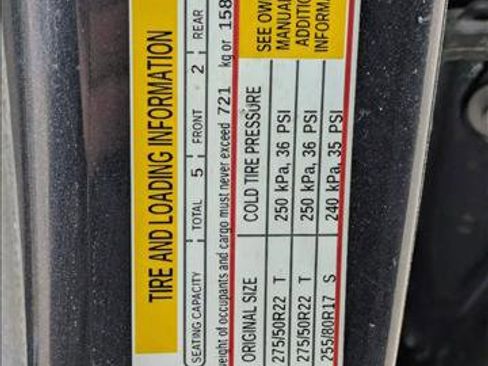 TIRE AND LOADING INFORMATION
SEATING CAPACITY TOTAL 5 FRONT 2 REAR
eight of occupants and cargo must never exceed 721 kg or 158
ORIGINAL SIZE COLD TIRE PRESSURE SEE OW
MANUA
ADDITIO
INFORMA
275/50R22 T 250 kPa, 36 PSI
275/50R22 T 250 kPa, 36 PSI
255/80R17 S 240 kPa, 35 PSI